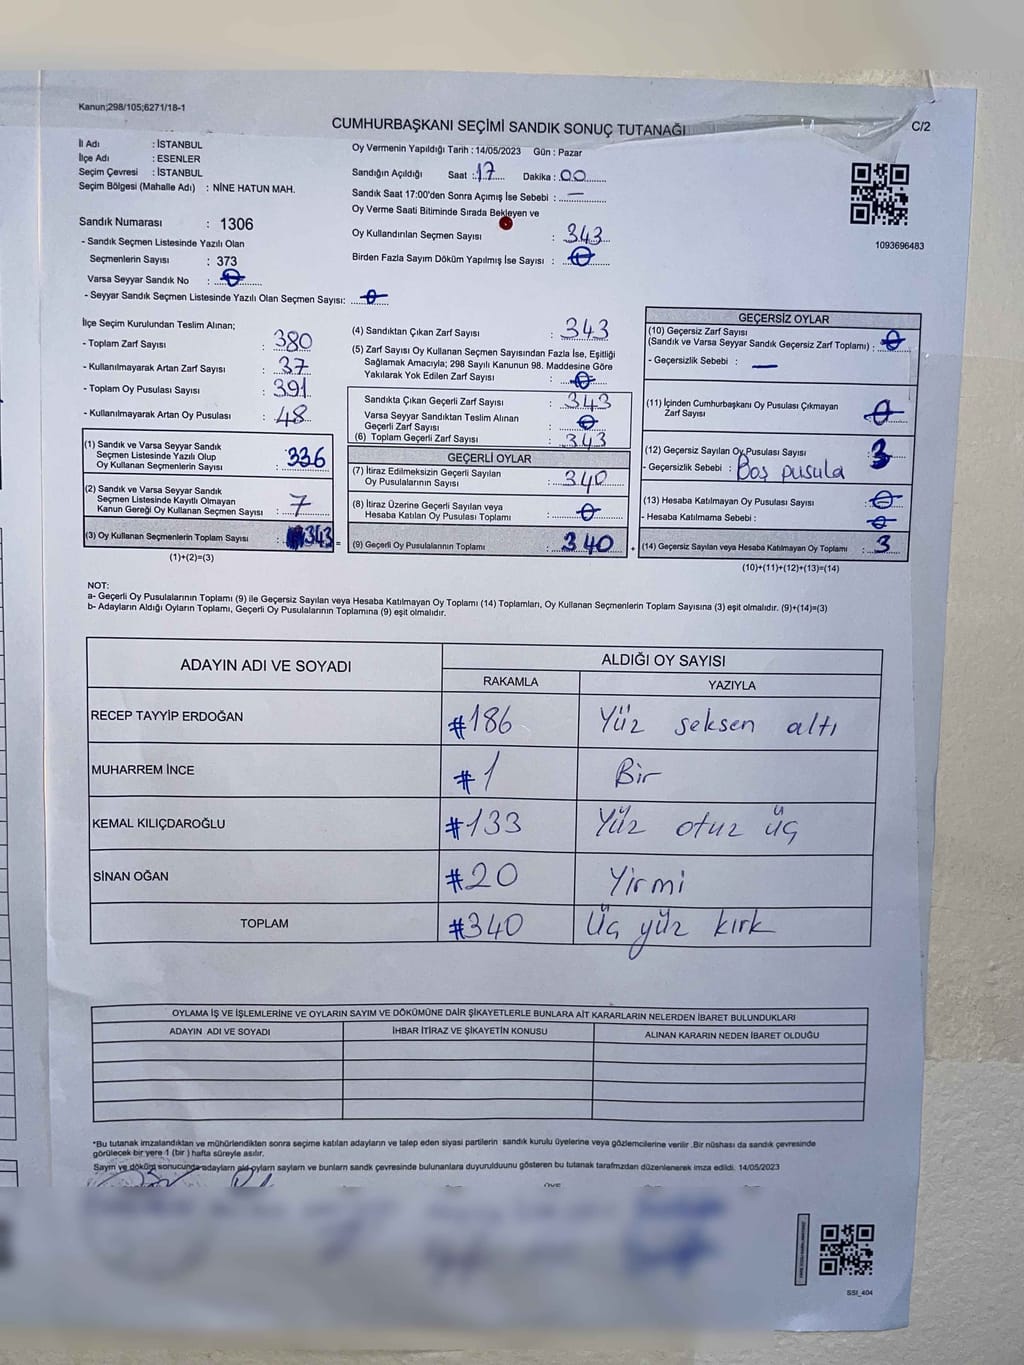 Kanun;298/105;6271/18-1
CUMHURBAŞKANI SEÇİMİ SANDIK SONUÇ TUTANAĞI
C/2
İl Adı : İSTANBUL
İlçe Adı : ESENLER
Seçim Çevresi : İSTANBUL
Seçim Bölgesi (Mahalle Adı) : NİNE HATUN MAH.
Sandık Numarası : 1306
- Sandık Seçmen Listesinde Yazılı Olan
Seçmenlerin Sayısı : 373
Varsa Seyyar Sandık No : 0
- Seyyar Sandık Seçmen Listesinde Yazılı Olan Seçmen Sayısı: 0
Oy Vermenin Yapıldığı Tarih : 14/05/2023 Gün : Pazar
Sandığın Açıldığı Saat : 17 Dakika : 00
Sandık Saat 17:00'den Sonra Açımış İse Sebebi : —
Oy Verme Saati Bitiminde Sırada Bekleyen ve
Oy Kullandırılan Seçmen Sayısı : 343
Birden Fazla Sayım Döküm Yapılmış İse Sayısı : 0
1093696483
İlçe Seçim Kurulundan Teslim Alınan;
- Toplam Zarf Sayısı : 380
- Kullanılmayarak Artan Zarf Sayısı : 37
- Toplam Oy Pusulası Sayısı : 391
- Kullanılmayarak Artan Oy Pusulası : 48
(1) Sandık ve Varsa Seyyar Sandık
Seçmen Listesinde Yazılı Olup
Oy Kullanan Seçmenlerin Sayısı : 336
(2) Sandık ve Varsa Seyyar Sandık
Seçmen Listesinde Kayıtlı Olmayan
Kanun Gereği Oy Kullanan Seçmen Sayısı : 7
(3) Oy Kullanan Seçmenlerin Toplam Sayısı : 343 =
(1)+(2)=(3)
(4) Sandıktan Çıkan Zarf Sayısı : 343
(5) Zarf Sayısı Oy Kullanan Seçmen Sayısından Fazla İse, Eşitliği
Sağlamak Amacıyla; 298 Sayılı Kanunun 98. Maddesine Göre
Yakılarak Yok Edilen Zarf Sayısı : 0
Sandıkta Çıkan Geçerli Zarf Sayısı : 343
Varsa Seyyar Sandıktan Teslim Alınan
Geçerli Zarf Sayısı : 0
(6) Toplam Geçerli Zarf Sayısı : 343
GEÇERLİ OYLAR
(7) İtiraz Edilmeksizin Geçerli Sayılan
Oy Pusulalarının Sayısı : 340
(8) İtiraz Üzerine Geçerli Sayılan veya
Hesaba Katılan Oy Pusulası Toplamı : 0
(9) Geçerli Oy Pusulalarının Toplamı : 340 +
GEÇERSİZ OYLAR
(10) Geçersiz Zarf Sayısı
(Sandık ve Varsa Seyyar Sandık Geçersiz Zarf Toplamı) : 0
- Geçersizlik Sebebi : —
(11) İçinden Cumhurbaşkanı Oy Pusulası Çıkmayan
Zarf Sayısı : 0
(12) Geçersiz Sayılan Oy Pusulası Sayısı : 3
- Geçersizlik Sebebi : Boş pusula
(13) Hesaba Katılmayan Oy Pusulası Sayısı : 0
- Hesaba Katılmama Sebebi : 0
(14) Geçersiz Sayılan veya Hesaba Katılmayan Oy Toplamı : 3
(10)+(11)+(12)+(13)=(14)
NOT:
a- Geçerli Oy Pusulalarının Toplamı (9) ile Geçersiz Sayılan veya Hesaba Katılmayan Oy Toplamı (14) Toplamları, Oy Kullanan Seçmenlerin Toplam Sayısına (3) eşit olmalıdır. (9)+(14)=(3)
b- Adayların Aldığı Oyların Toplamı, Geçerli Oy Pusulalarının Toplamına (9) eşit olmalıdır.
ADAYIN ADI VE SOYADI
ALDIĞI OY SAYISI
RAKAMLA YAZIYLA
RECEP TAYYİP ERDOĞAN #186 Yüz seksen altı
MUHARREM İNCE #1 Bir
KEMAL KILIÇDAROĞLU #133 Yüz otuz üç
SİNAN OĞAN #20 Yirmi
TOPLAM #340 Üç yüz kırk
OYLAMA İŞ VE İŞLEMLERİNE VE OYLARIN SAYIM VE DÖKÜMÜNE DAİR ŞİKAYETLERLE BUNLARA AİT KARARLARIN NELERDEN İBARET BULUNDUKLARI
ADAYIN ADI VE SOYADI İHBAR İTİRAZ VE ŞİKAYETİN KONUSU ALINAN KARARIN NEDEN İBARET OLDUĞU
*Bu tutanak imzalandıktan ve mühürlendikten sonra seçime katılan adayların ve talep eden siyasi partilerin sandık kurulu üyelerine veya gözlemcilerine verilir .Bir nüshası da sandık çevresinde
görülecek bir yere 1 (bir ) hafta süreyle asılır.
Sayım ve döküm sonucunda adayların oyların sayların ve bunların sandk çevresinde bulunanlara duyurulduunu gösteren bu tutanak tarafımzdan düzenlenerek imza edildi. 14/05/2023
SSI_404